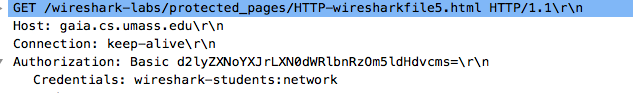 GET /wireshark-labs/protected_pages/HTTP-wiresharkfile5.html HTTP/1.1\r\n
Host: gaia.cs.umass.edu\r\n
Connection: keep-alive\r\n
Authorization: Basic d2lyZXNoYXJrLXN0dWRlbnRzOm5ldHdvcms=\r\n
Credentials: wireshark-students:network